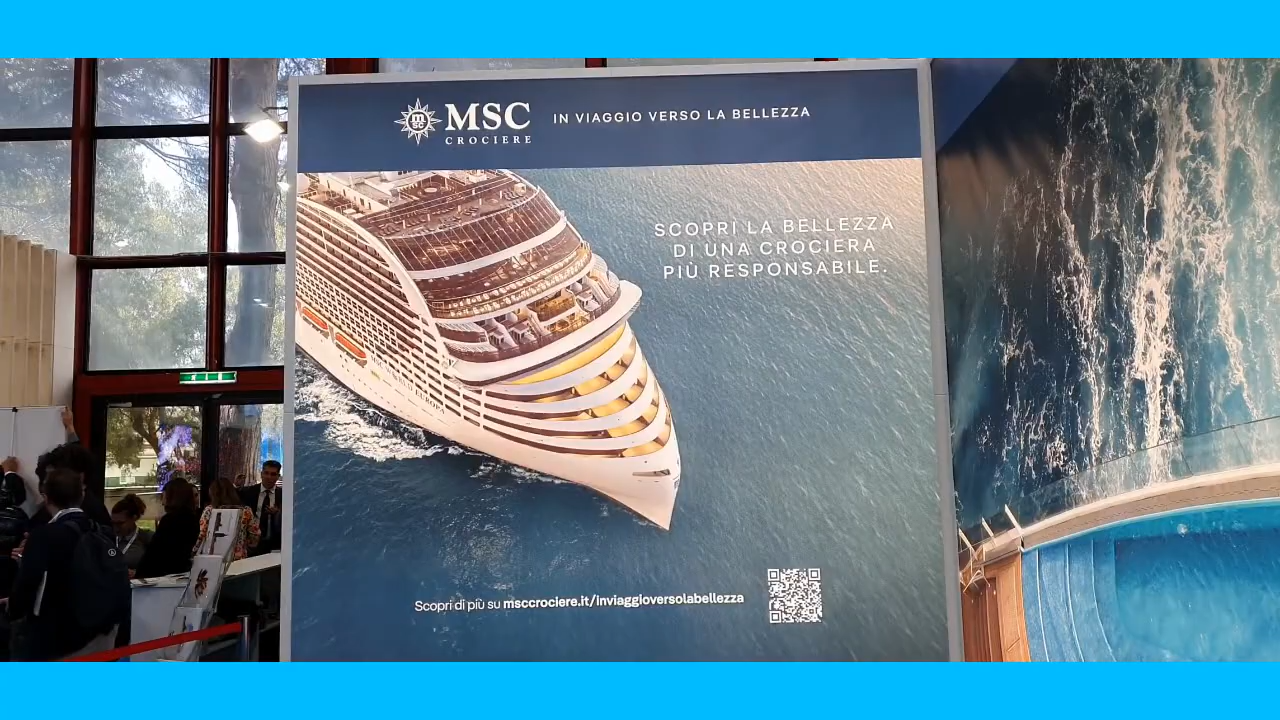 MSC
CROCIERE
IN VIAGGIO VERSO LA BELLEZZA
SCOPRI LA BELLEZZA
DI UNA CROCIERA
PIÙ RESPONSABILE.
EUROPA
Scopri di più su msccrociere.it/inviaggioversolabellezza